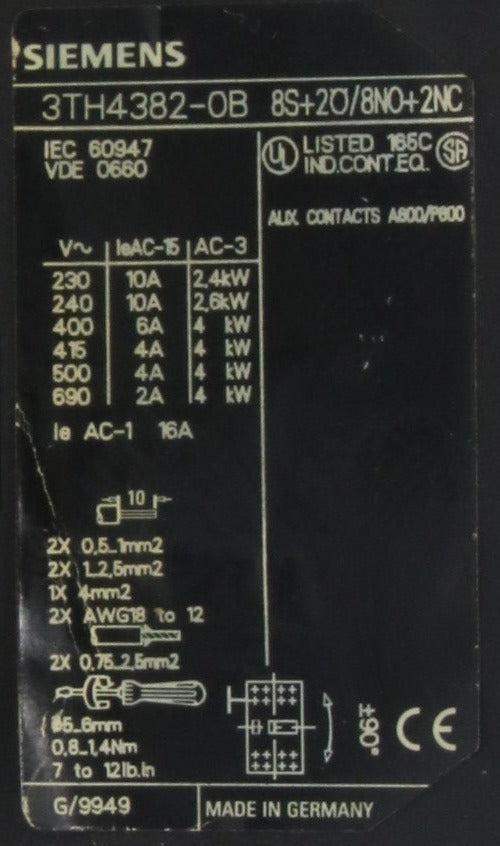 SIEMENS
3TH4382-0B 8S+2Ö/8NO+2NC
IEC 60947
VDE 0660
UL LISTED 165C
IND.CONT.EQ. SA
AUX. CONTACTS A600/P600
V~ IeAC-15 AC-3
230 10A 2,4kW
240 10A 2,6kW
400 6A 4 kW
415 4A 4 kW
500 4A 4 kW
690 2A 4 kW
Ie AC-1 16A
10
2X 0,5..1mm2
2X 1..2,5mm2
1X 4mm2
2X AWG18 to 12
2X 0,75..2,5mm2
Ø5-6mm
0,8..1,4Nm
7 to 12lb.in
±90°
CE
G/9949
MADE IN GERMANY